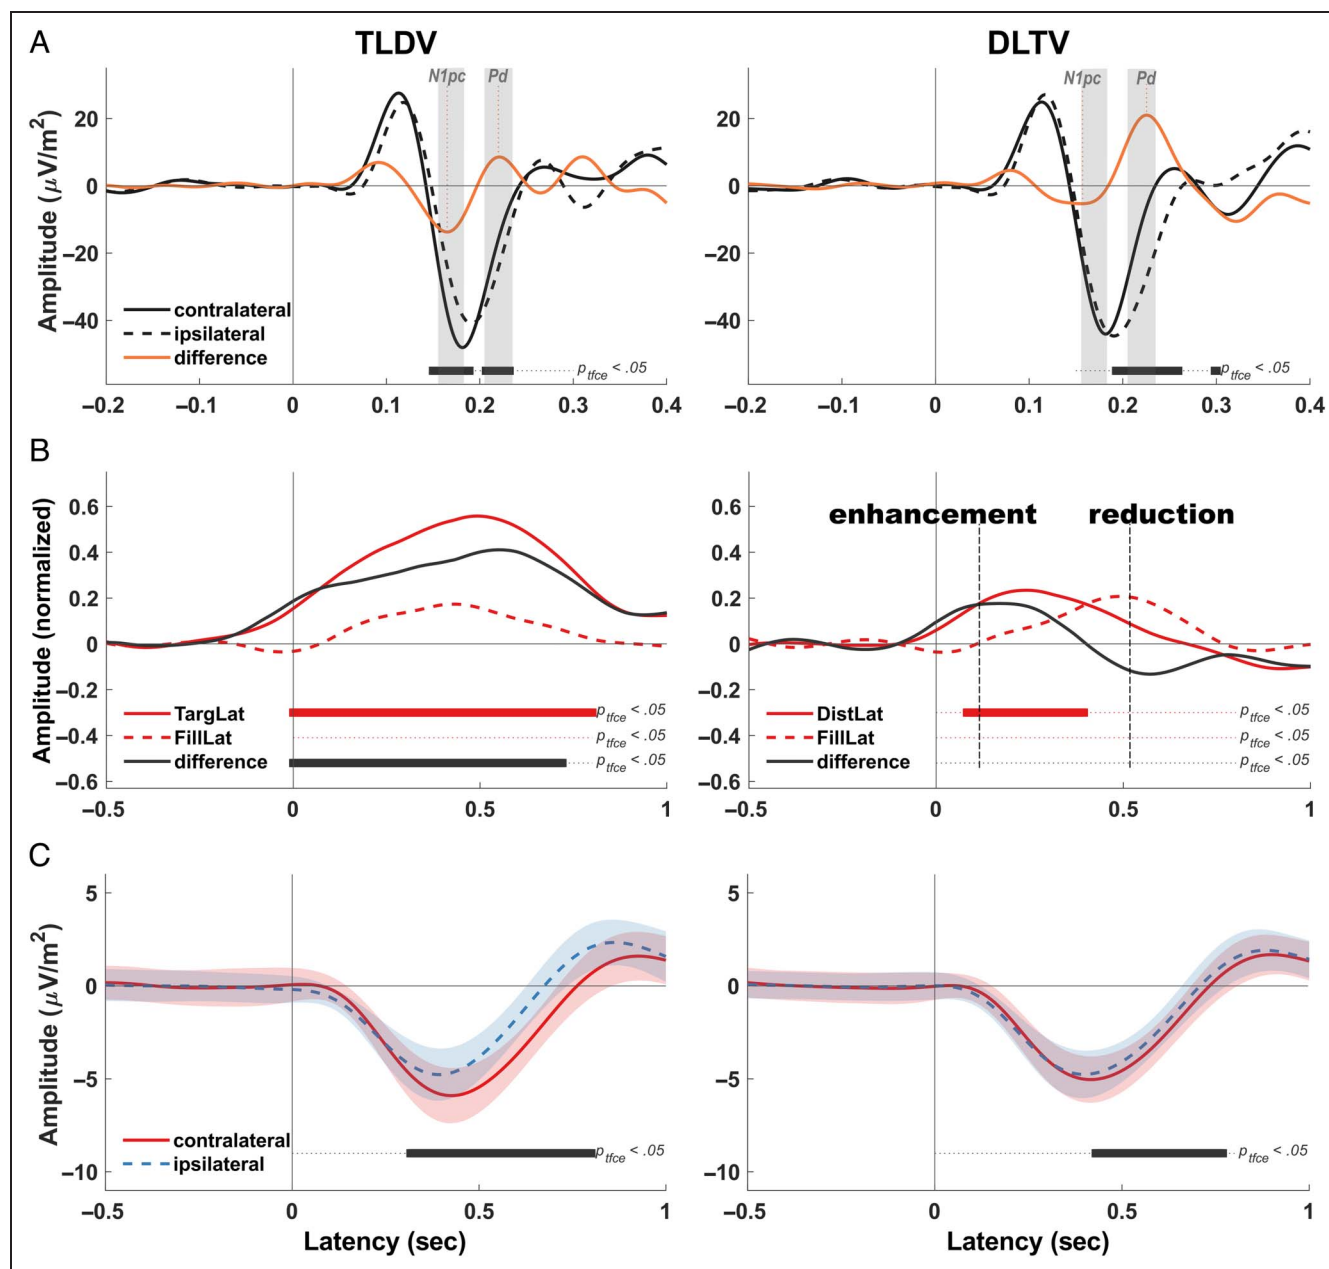 A
TLDV
DLTV
N1pc Pd
N1pc Pd
Amplitude (μV/m²)
20
0
−20
−40
contralateral
ipsilateral
difference
p tfce < .05
−0.2 −0.1 0 0.1 0.2 0.3 0.4
Amplitude (μV/m²)
20
0
−20
−40
p tfce < .05
−0.2 −0.1 0 0.1 0.2 0.3 0.4
B
Amplitude (normalized)
0.6
0.4
0.2
0
−0.2
−0.4
−0.6
TargLat
FillLat
difference
p tfce < .05
p tfce < .05
p tfce < .05
−0.5 0 0.5 1
enhancement reduction
0.6
0.4
0.2
0
−0.2
−0.4
−0.6
DistLat
FillLat
difference
p tfce < .05
p tfce < .05
p tfce < .05
−0.5 0 0.5 1
C
Amplitude (μV/m²)
5
0
−5
−10
contralateral
ipsilateral
p tfce < .05
−0.5 0 0.5 1
Latency (sec)
5
0
−5
−10
p tfce < .05
−0.5 0 0.5 1
Latency (sec)